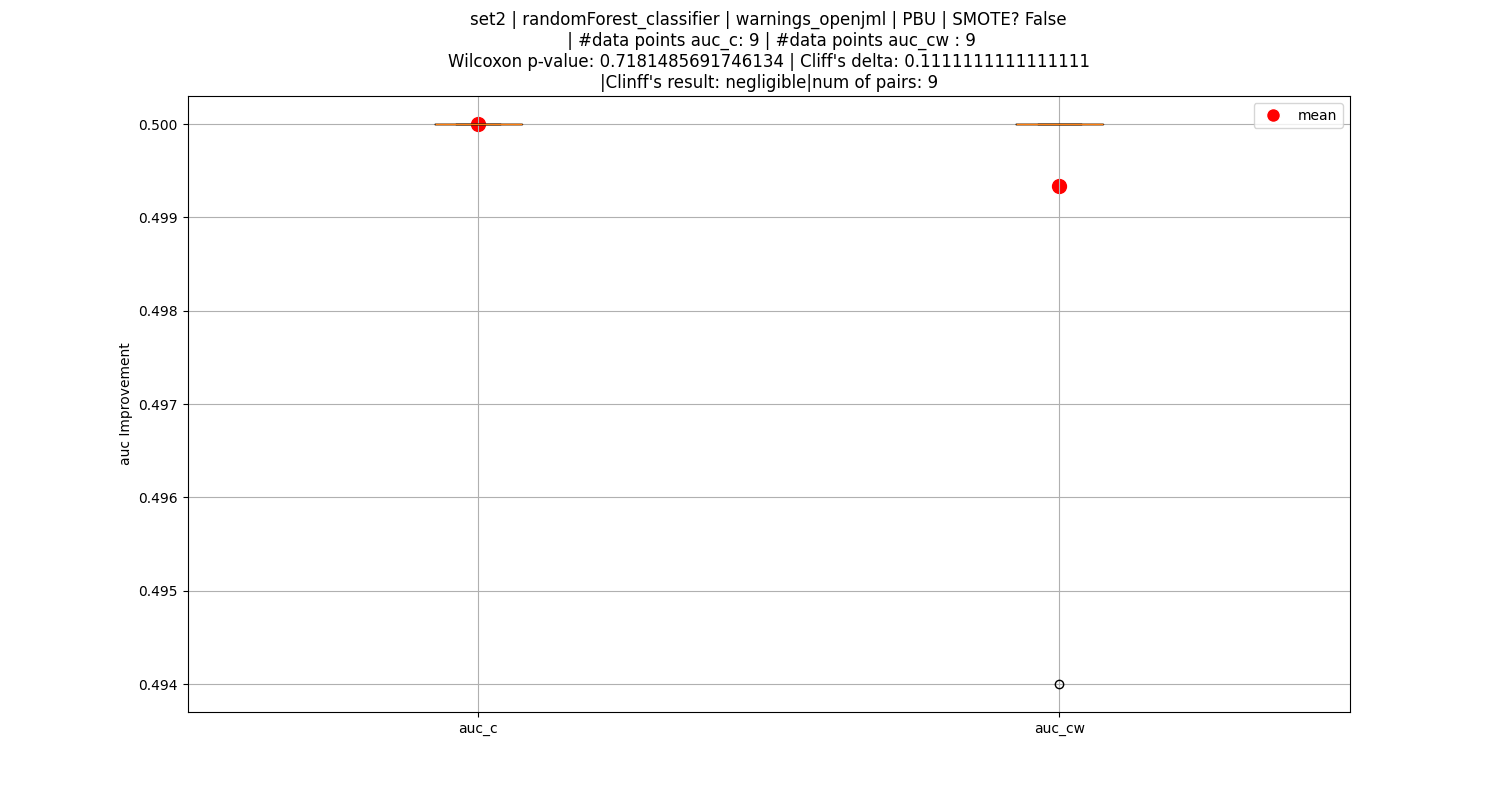 set2 | randomForest_classifier | warnings_openjml | PBU | SMOTE? False
| #data points auc_c: 9 | #data points auc_cw : 9
Wilcoxon p-value: 0.7181485691746134 | Cliff's delta: 0.1111111111111111
|Clinff's result: negligible|num of pairs: 9
mean
0.500
0.499
0.498
0.497
0.496
0.495
0.494
auc Improvement
auc_c
auc_cw